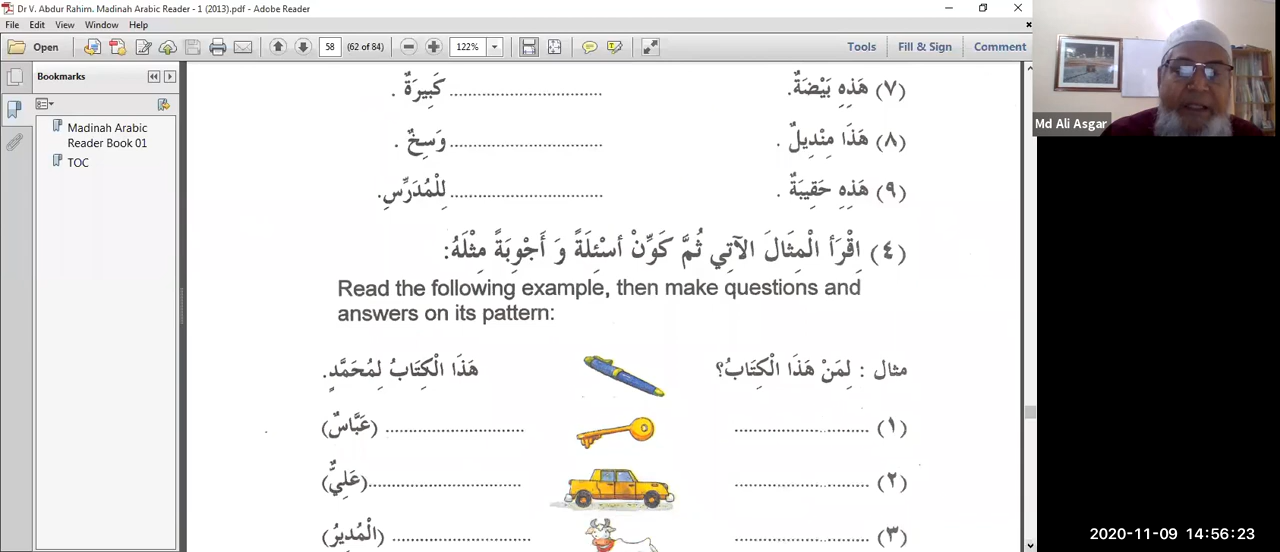 Dr V. Abdur Rahim. Madinah Arabic Reader - 1 (2013).pdf - Adobe Reader
File Edit View Window Help
Open 58 (62 of 84) 122% Tools Fill & Sign Comment
Bookmarks
Madinah Arabic
Reader Book 01
TOC
(٧) هَذِهِ بَيْضَةٌ. .......................... كَبِيرَةٌ .
(٨) هَذَا مِنْدِيلٌ . .......................... وَسِخٌ .
(٩) هَذِهِ حَقِيبَةٌ . .......................... لِلْمُدَرِّسِ.
(٤) اِقْرَأ الْمِثَالَ الآتِي ثُمَّ كَوِّنْ أسْئِلَةً وَ أَجْوِبَةً مِثْلَهُ:
Read the following example, then make questions and
answers on its pattern:
مثال : لِمَنْ هَذَا الْكِتَابُ؟ هَذَا الْكِتَابُ لِمُحَمَّدٍ.
(١) ....................... ....................... (عَبَّاسٌ)
(٢) ....................... ....................... (عَلِيٌّ)
(٣) ....................... ....................... (الْمُدِيرُ)
Md Ali Asgar
2020-11-09 14:56:23